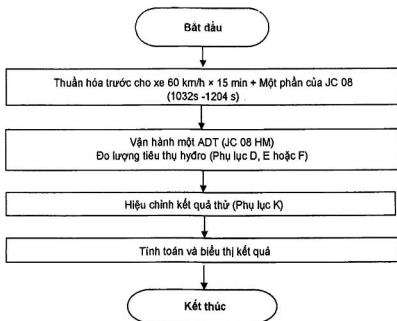 Bắt đầu
Thuần hóa trước cho xe 60 km/h × 15 min + Một phần của JC 08
(1032s -1204 s)
Vận hành một ADT (JC 08 HM)
Đo lượng tiêu thụ hyđro (Phụ lục D, E hoặc F)
Hiệu chỉnh kết quả thử (Phụ lục K)
Tính toán và biểu thị kết quả
Kết thúc